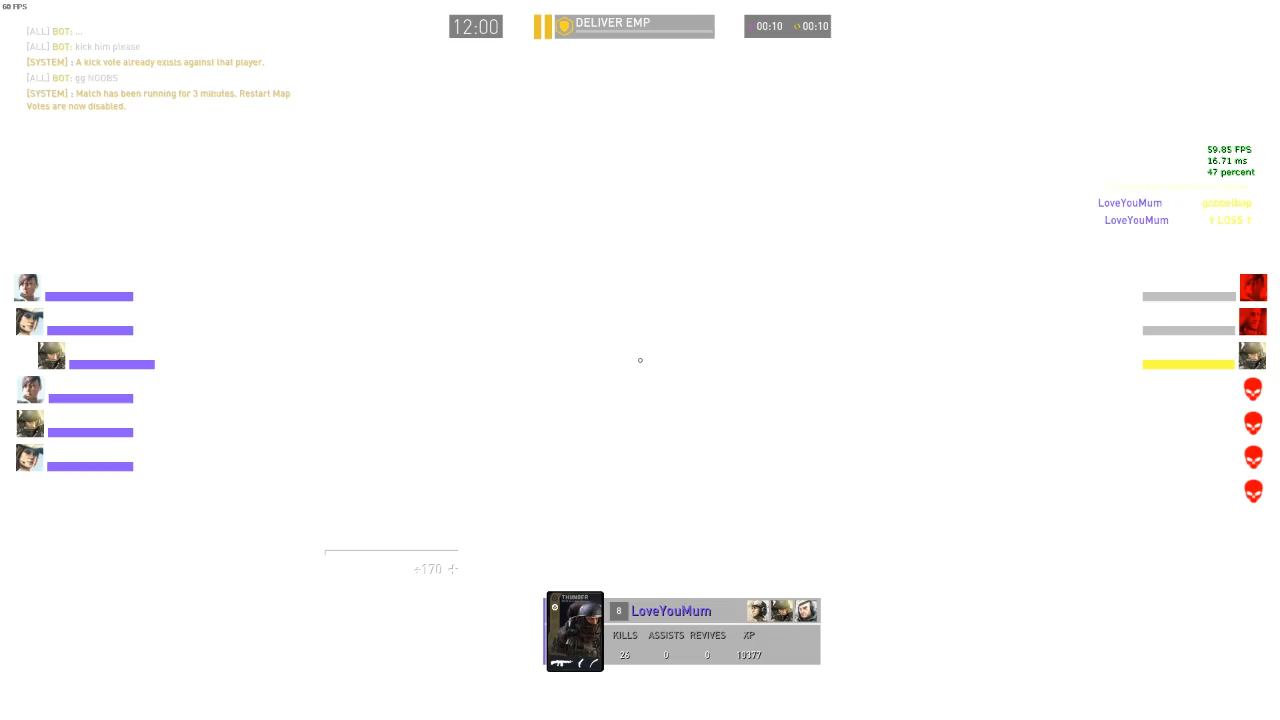 60 FPS
12:00
DELIVER EMP
00:10
00:10
[ALL] BOT: ...
[ALL] BOT: kick him please
[SYSTEM] : A kick vote already exists against that player.
[ALL] BOT: gg NOOBS
[SYSTEM] : Match has been running for 3 minutes. Restart Map
Votes are now disabled.
59.85 FPS
16.71 ms
47 percent
LoveYouMum
LoveYouMum † LOSS †
+170
THUNDER
8 LoveYouMum
KILLS ASSISTS REVIVES XP
26 0 0 10377